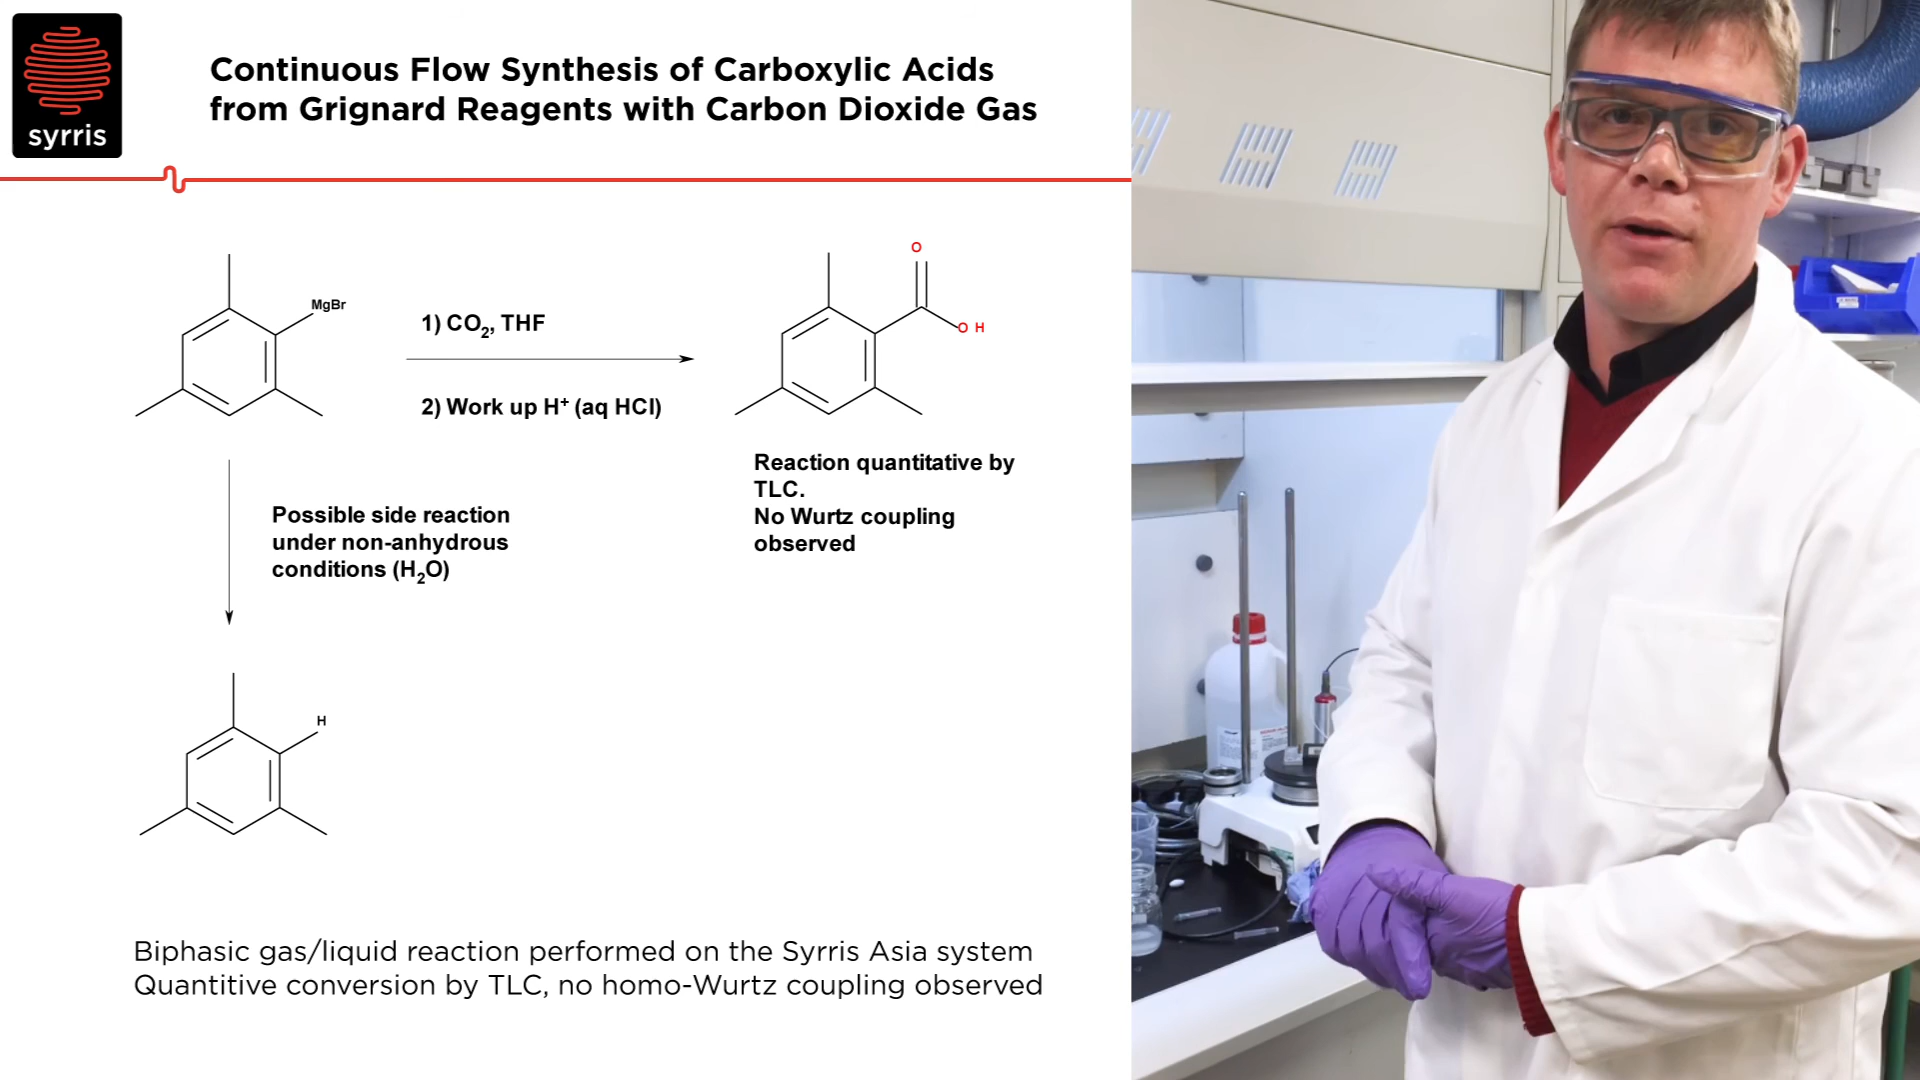 syrris
Continuous Flow Synthesis of Carboxylic Acids
from Grignard Reagents with Carbon Dioxide Gas
MgBr
1) CO₂, THF
2) Work up H⁺ (aq HCl)
O
O H
Reaction quantitative by
TLC.
No Wurtz coupling
observed
Possible side reaction
under non-anhydrous
conditions (H₂O)
H
Biphasic gas/liquid reaction performed on the Syrris Asia system
Quantitive conversion by TLC, no homo-Wurtz coupling observed